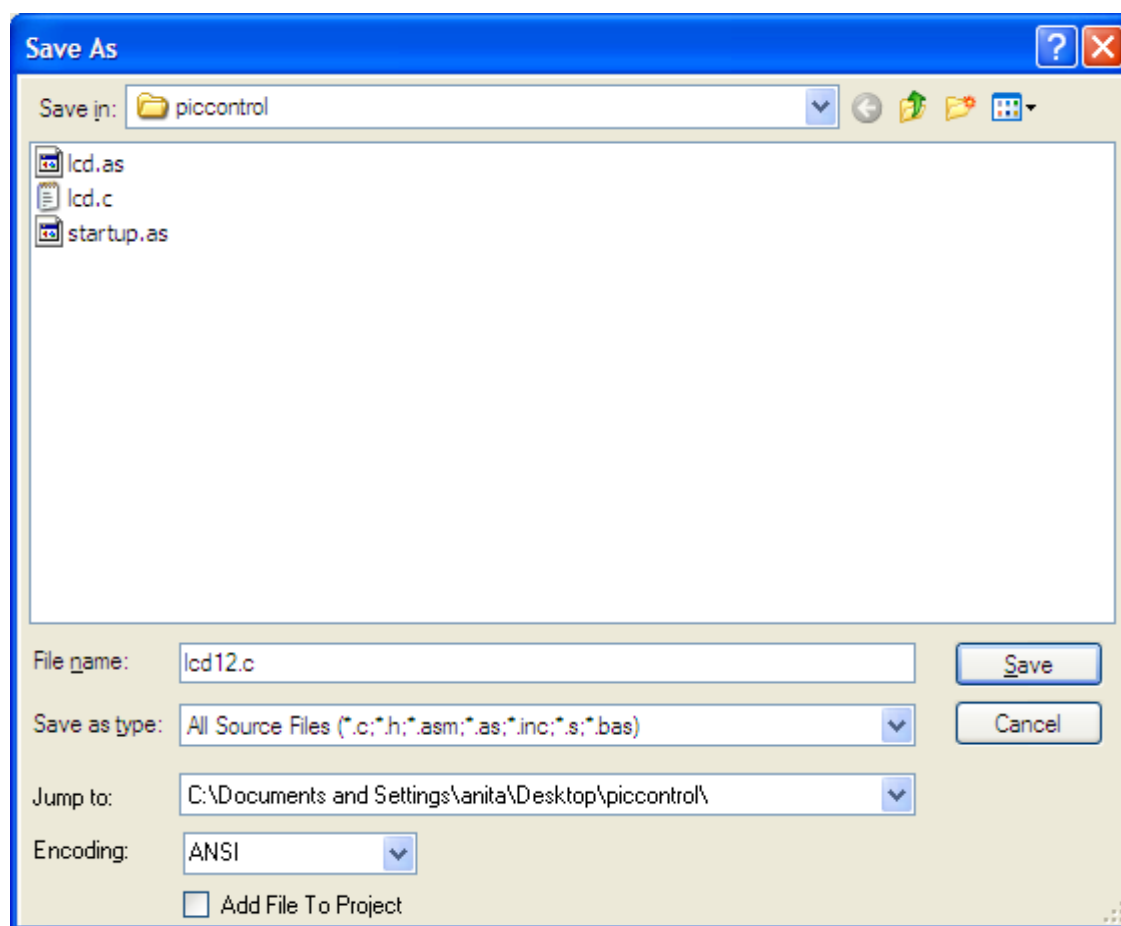 Save As
Save in: piccontrol
lcd.as
lcd.c
startup.as
File name: lcd12.c Save
Save as type: All Source Files (*.c;*.h;*.asm;*.as;*.inc;*.s;*.bas) Cancel
Jump to: C:\Documents and Settings\anita\Desktop\piccontrol\
Encoding: ANSI
Add File To Project